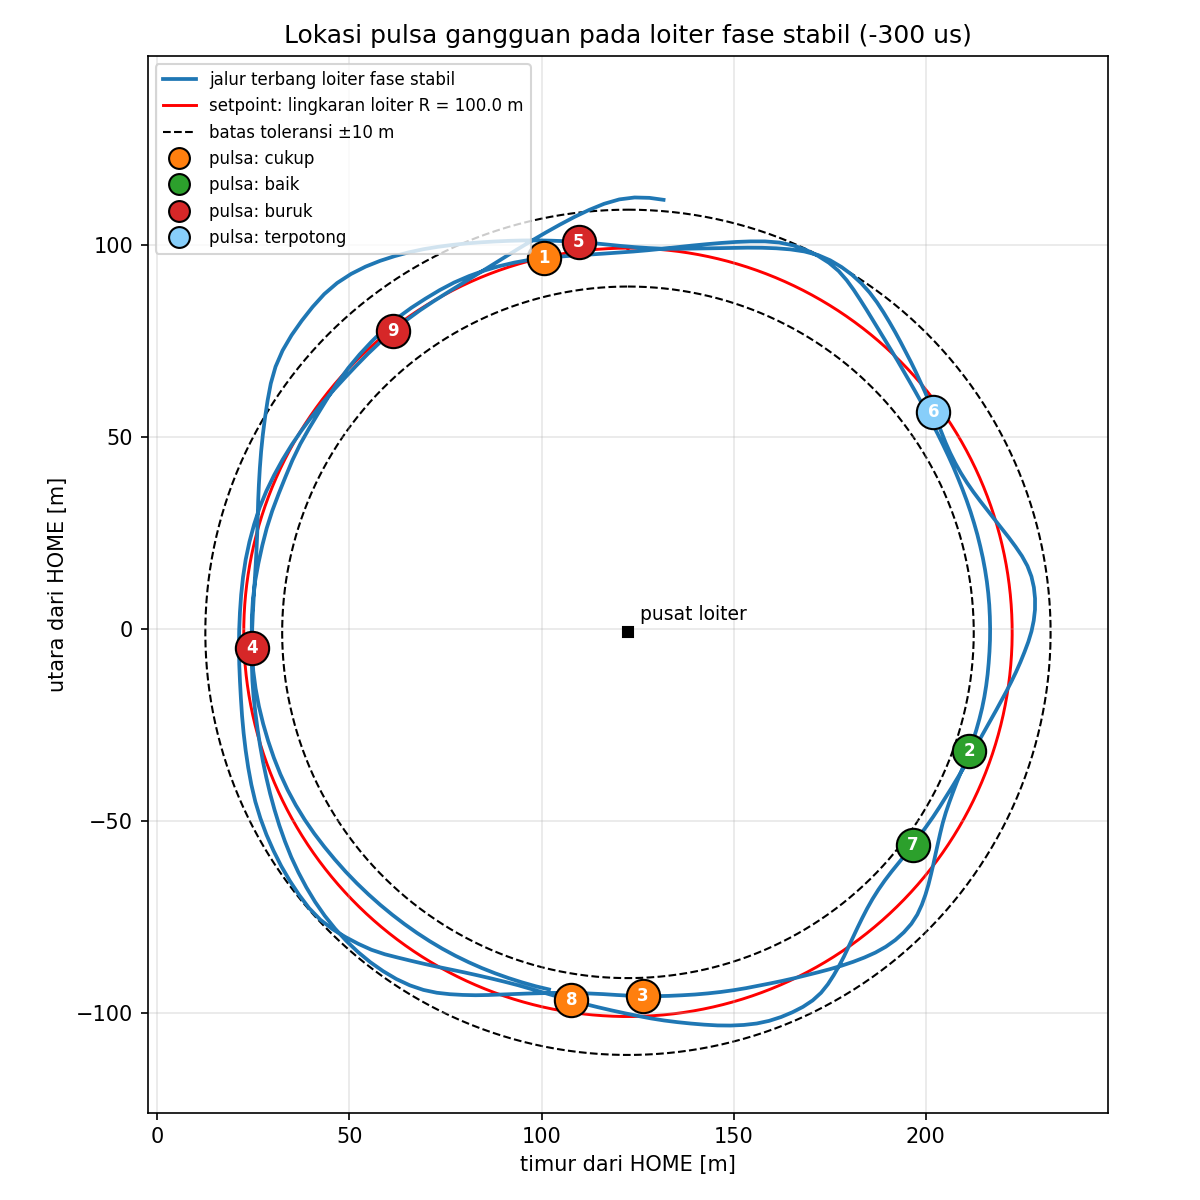 Lokasi pulsa gangguan pada loiter fase stabil (-300 us)
jalur terbang loiter fase stabil
setpoint: lingkaran loiter R = 100.0 m
batas toleransi ±10 m
pulsa: cukup
pulsa: baik
pulsa: buruk
pulsa: terpotong
100
50
0
−50
−100
utara dari HOME [m]
5
1
9
6
pusat loiter
4
2
7
8
3
0
50
100
150
200
timur dari HOME [m]